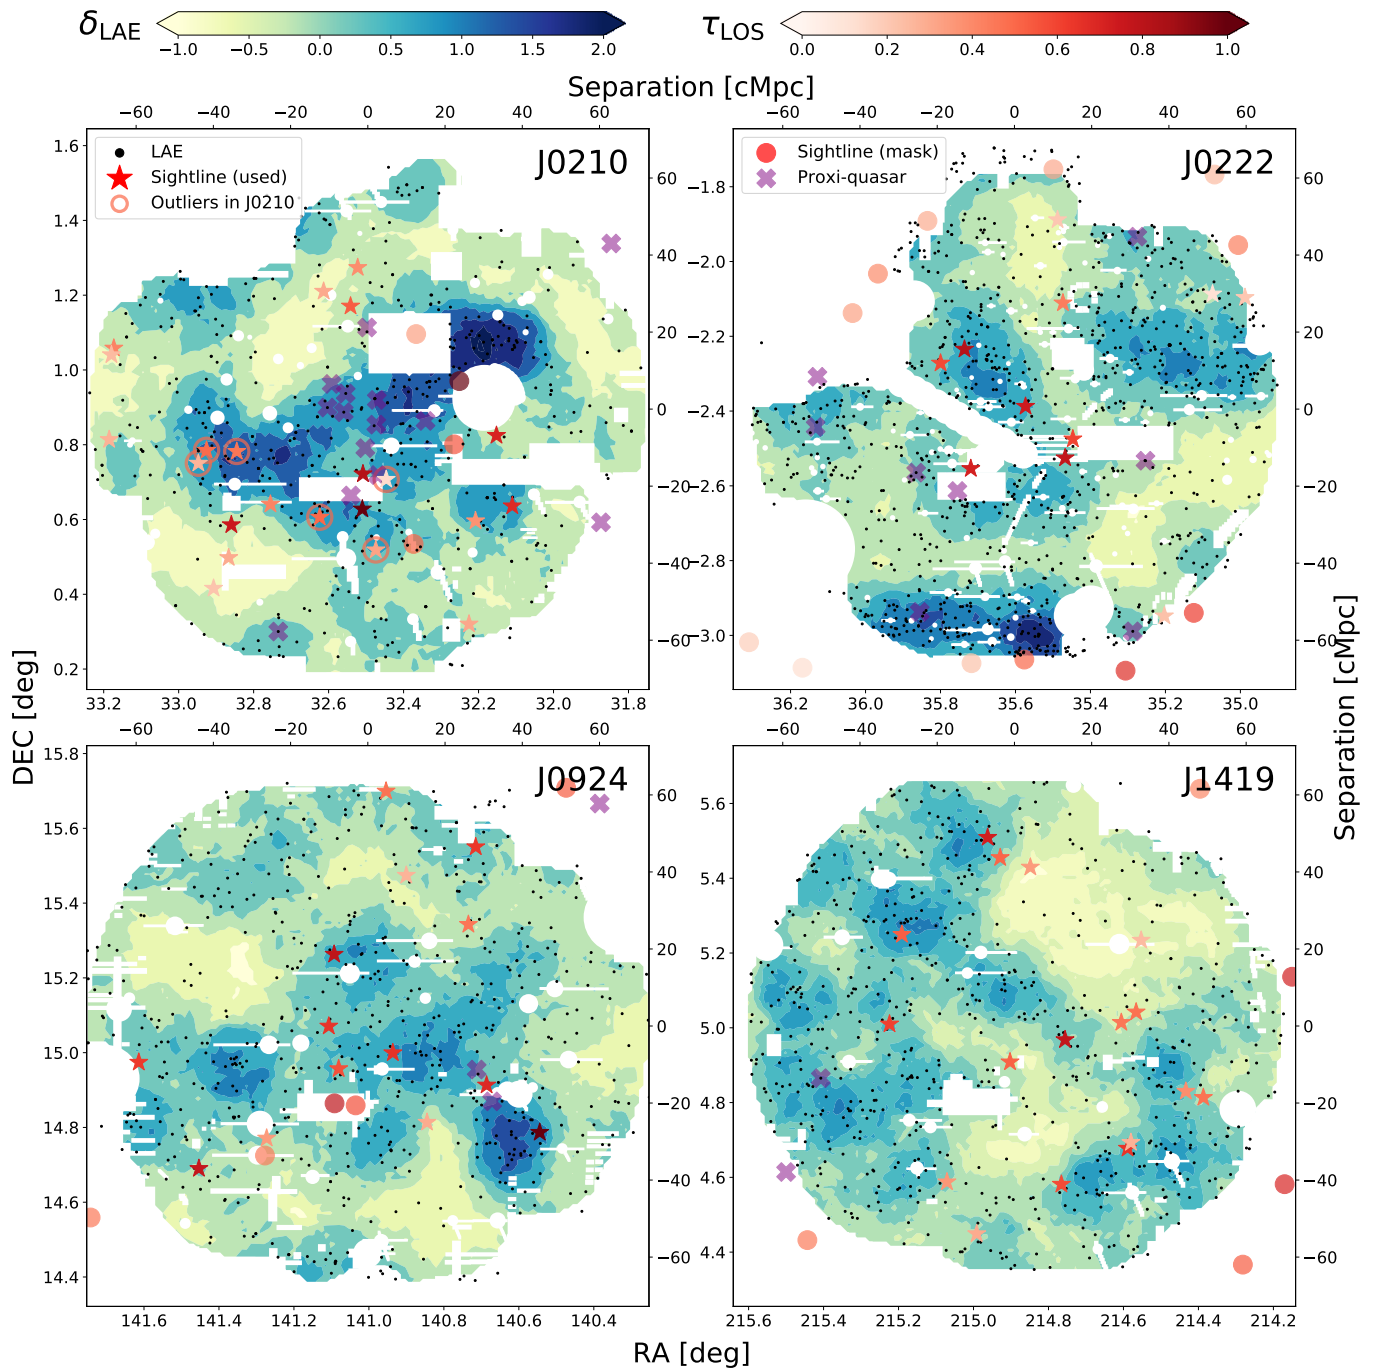 δLAE
−1.0 −0.5 0.0 0.5 1.0 1.5 2.0
τLOS
0.0 0.2 0.4 0.6 0.8 1.0
Separation [cMpc]
−60 −40 −20 0 20 40 60
−60 −40 −20 0 20 40 60
LAE
Sightline (used)
Outliers in J0210
J0210
Sightline (mask)
Proxi-quasar
J0222
1.6
1.4
1.2
1.0
0.8
0.6
0.4
0.2
60
40
20
0
−20
−40
−60
−1.8
−2.0
−2.2
−2.4
−2.6
−2.8
−3.0
60
40
20
0
−20
−40
−60
33.2 33.0 32.8 32.6 32.4 32.2 32.0 31.8
36.2 36.0 35.8 35.6 35.4 35.2 35.0
DEC [deg]
Separation [cMpc]
−60 −40 −20 0 20 40 60
−60 −40 −20 0 20 40 60
J0924
J1419
15.8
15.6
15.4
15.2
15.0
14.8
14.6
14.4
60
40
20
0
−20
−40
−60
5.6
5.4
5.2
5.0
4.8
4.6
4.4
60
40
20
0
−20
−40
−60
141.6 141.4 141.2 141.0 140.8 140.6 140.4
215.6 215.4 215.2 215.0 214.8 214.6 214.4 214.2
RA [deg]